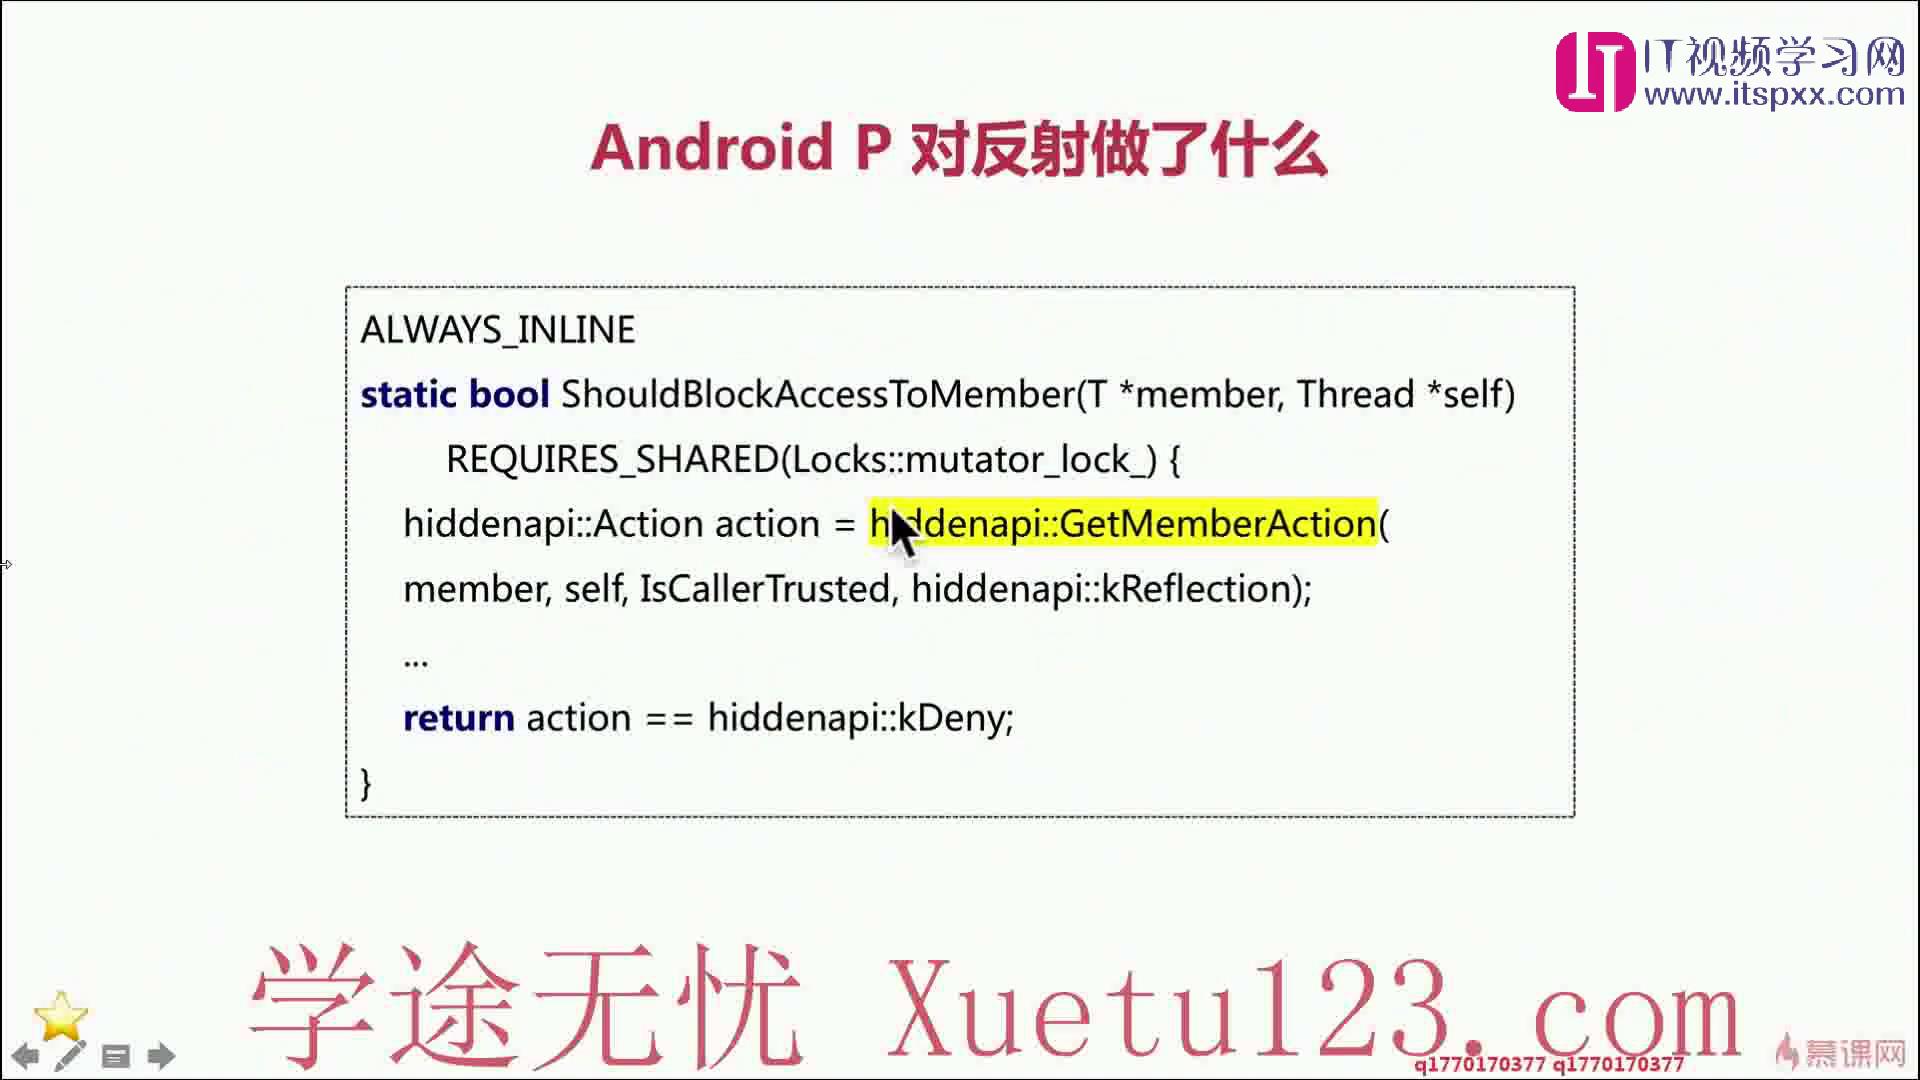 IT视频学习网
www.itspxx.com
Android P 对反射做了什么
ALWAYS_INLINE
static bool ShouldBlockAccessToMember(T *member, Thread *self)
REQUIRES_SHARED(Locks::mutator_lock_) {
hiddenapi::Action action = hiddenapi::GetMemberAction(
member, self, IsCallerTrusted, hiddenapi::kReflection);
...
return action == hiddenapi::kDeny;
}
学途无忧 Xuetu123.com
q1770170377 q1770170377
慕课网